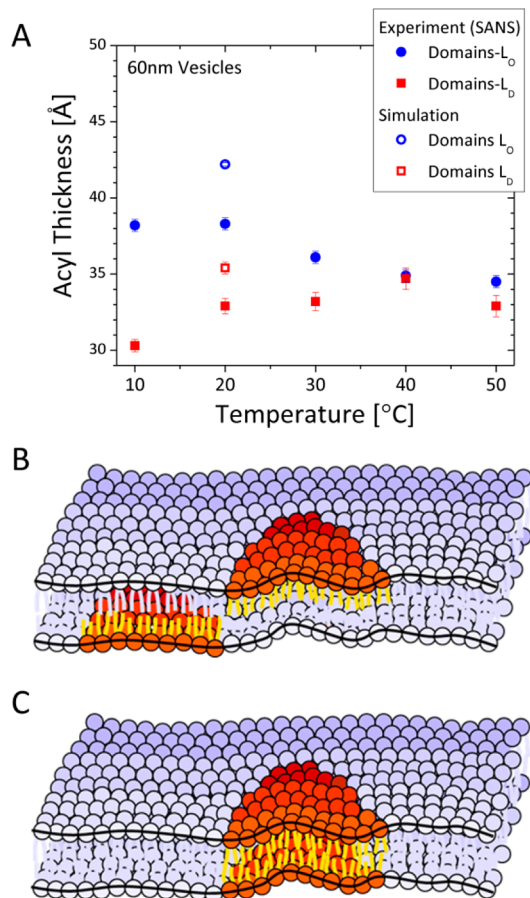 A
60nm Vesicles
Experiment (SANS)
Domains-L_O
Domains-L_D
Simulation
Domains L_O
Domains L_D
50
45
40
35
30
Acyl Thickness [Å]
10 20 30 40 50
Temperature [°C]
B
C